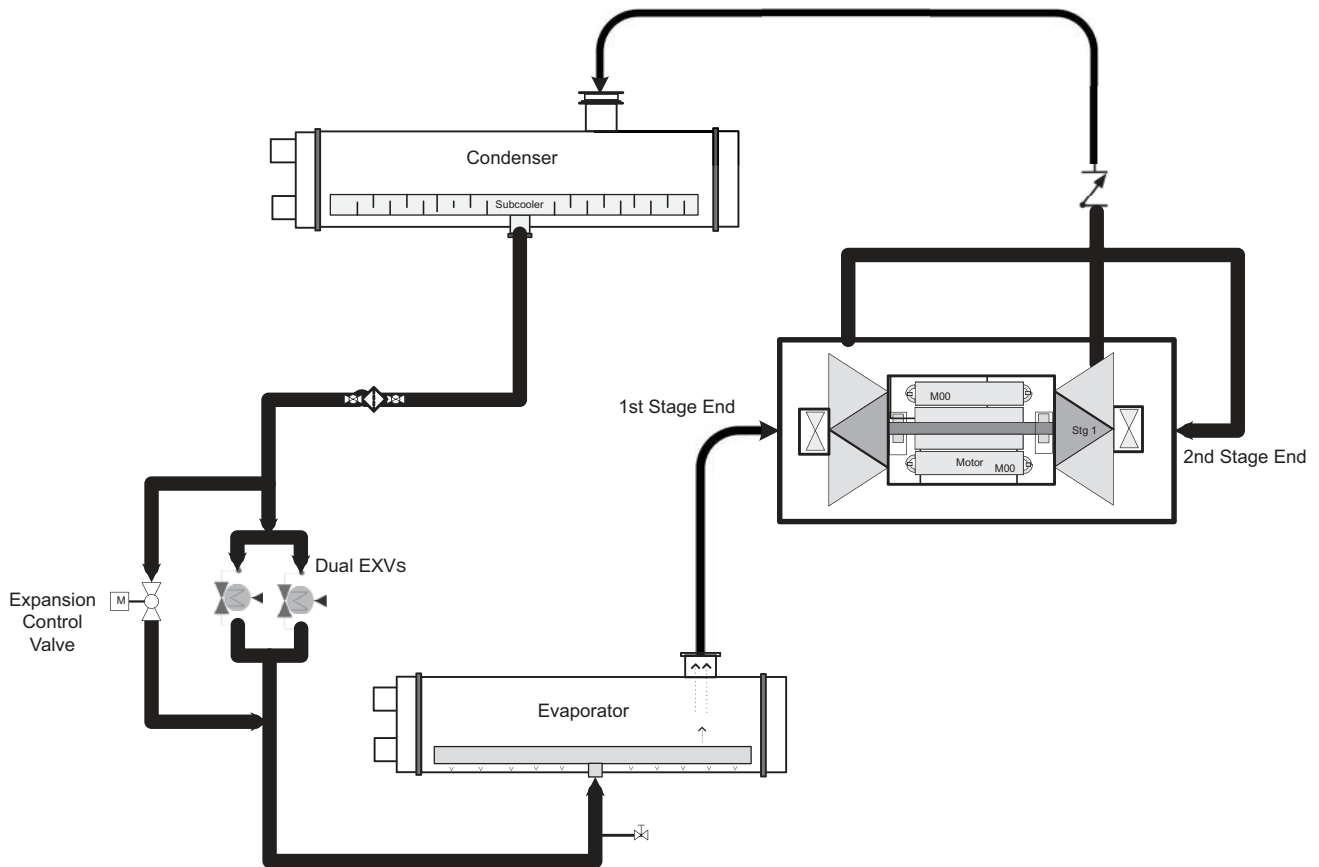 Condenser
Subcooler
1st Stage End
M00
Stg 1
Motor
M00
2nd Stage End
Dual EXVs
Expansion
Control
Valve
M
M
M
Evaporator